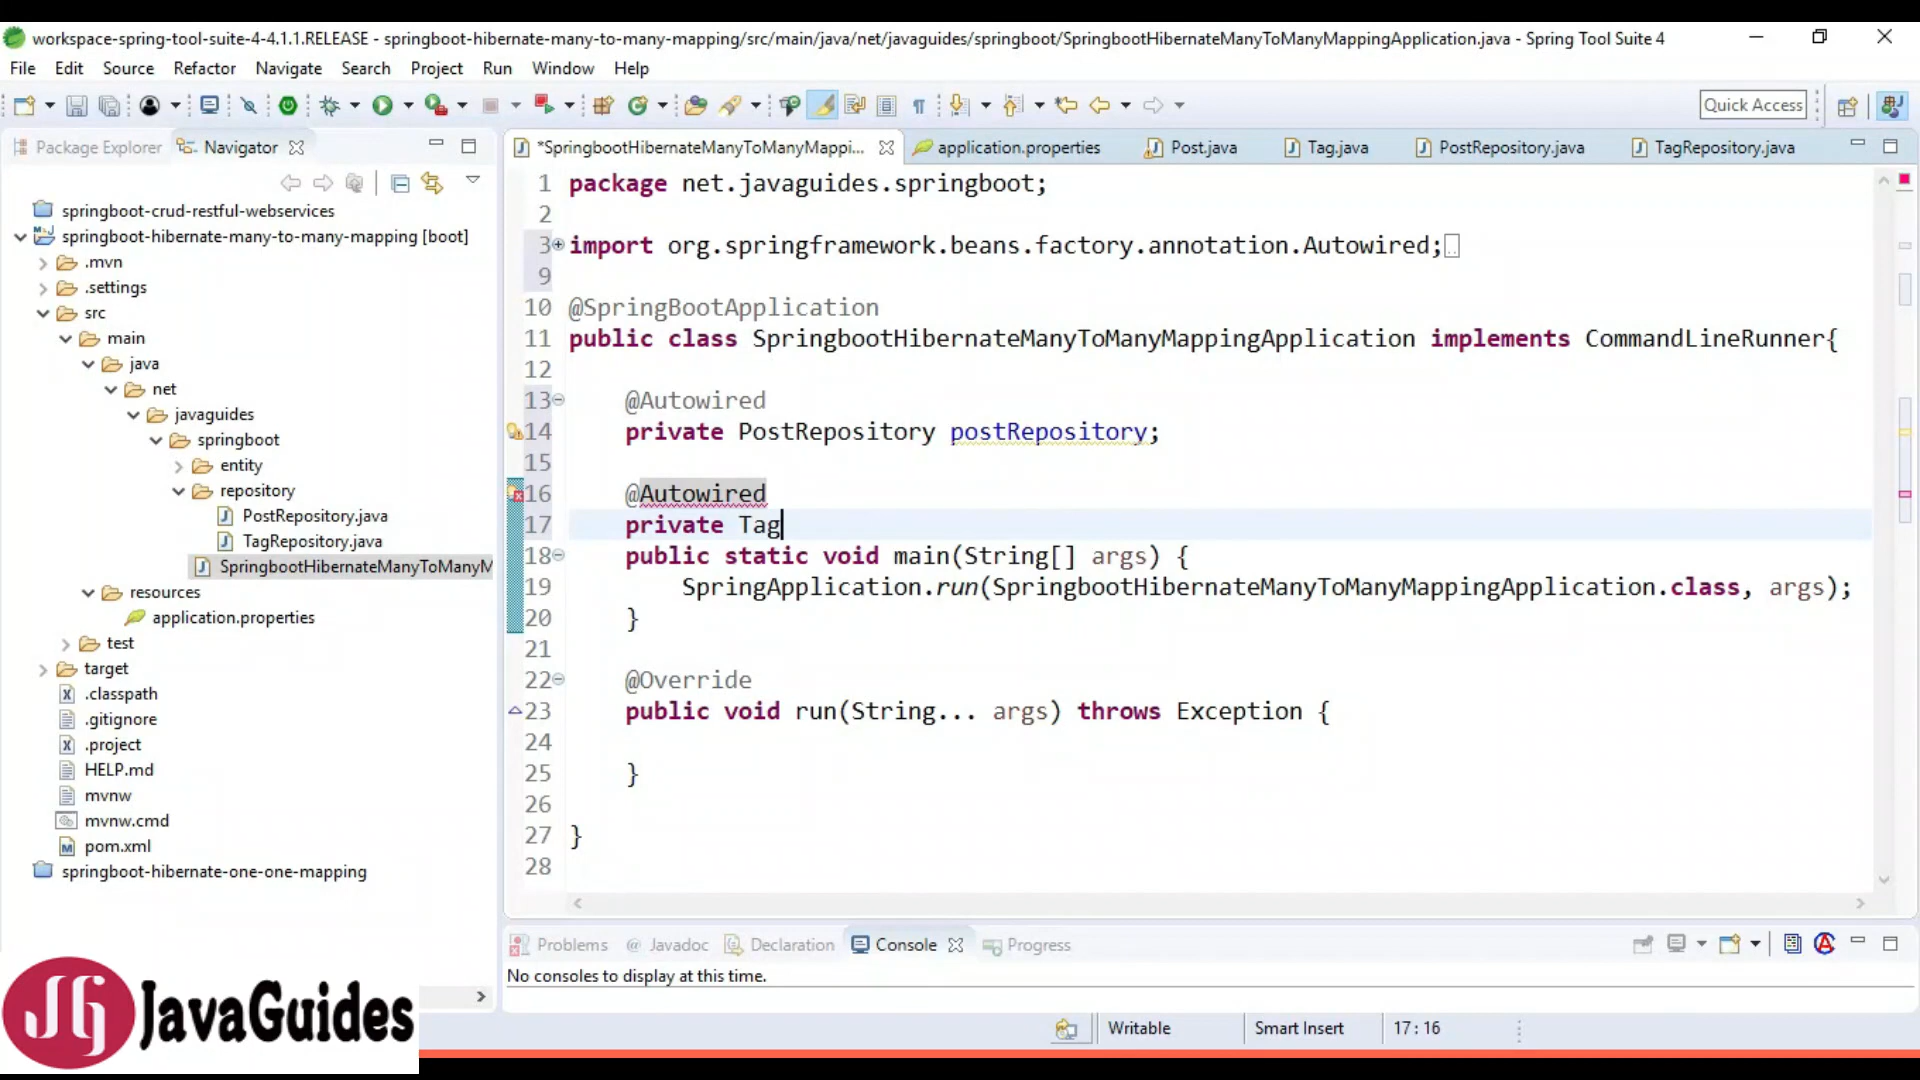 workspace-spring-tool-suite-4-4.1.1.RELEASE - springboot-hibernate-many-to-many-mapping/src/main/java/net/javaguides/springboot/SpringbootHibernateManyToManyMappingApplication.java - Spring Tool Suite 4
File Edit Source Refactor Navigate Search Project Run Window Help
Quick Access
Package Explorer Navigator
*SpringbootHibernateManyToManyMappi... application.properties Post.java Tag.java PostRepository.java TagRepository.java
springboot-crud-restful-webservices
springboot-hibernate-many-to-many-mapping [boot]
.mvn
.settings
src
main
java
net
javaguides
springboot
entity
repository
PostRepository.java
TagRepository.java
SpringbootHibernateManyToManyM
resources
application.properties
test
target
.classpath
.gitignore
.project
HELP.md
mvnw
mvnw.cmd
pom.xml
springboot-hibernate-one-one-mapping
1 package net.javaguides.springboot;
2
3 import org.springframework.beans.factory.annotation.Autowired;
9
10 @SpringBootApplication
11 public class SpringbootHibernateManyToManyMappingApplication implements CommandLineRunner{
12
13 @Autowired
14 private PostRepository postRepository;
15
16 @Autowired
17 private Tag
18 public static void main(String[] args) {
19 SpringApplication.run(SpringbootHibernateManyToManyMappingApplication.class, args);
20 }
21
22 @Override
23 public void run(String... args) throws Exception {
24
25 }
26
27 }
28
Problems @ Javadoc Declaration Console Progress
No consoles to display at this time.
Writable Smart Insert 17 : 16
JG JavaGuides